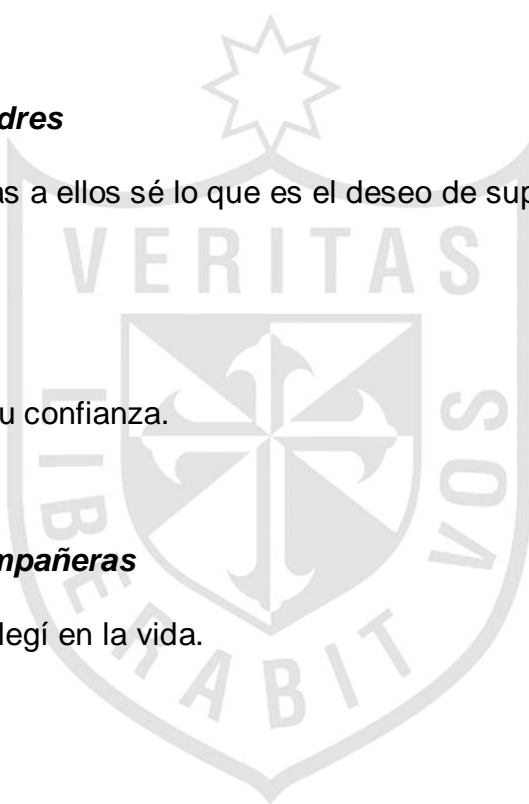 dres
as a ellos sé lo que es el deseo de sup
u confianza.
mpañeras
legí en la vida.
VERITAS LIBERABIT VOS